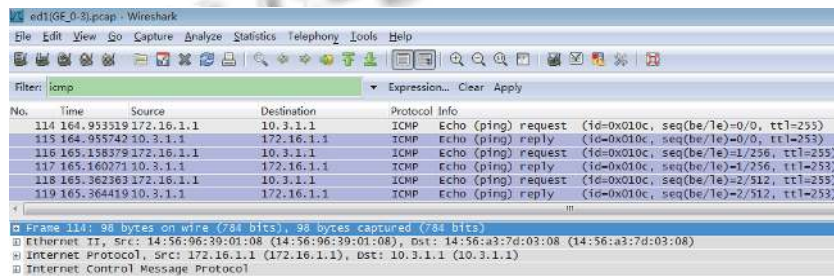 ed1(GE_0-3).pcap - Wireshark
File Edit View Go Capture Analyze Statistics Telephony Tools Help
Filter: icmp Expression... Clear Apply
No. Time Source Destination Protocol Info
114 164.953519 172.16.1.1 10.3.1.1 ICMP Echo (ping) request (id=0x010c, seq(be/le)=0/0, ttl=255)
115 164.955742 10.3.1.1 172.16.1.1 ICMP Echo (ping) reply (id=0x010c, seq(be/le)=0/0, ttl=253)
116 165.158379 172.16.1.1 10.3.1.1 ICMP Echo (ping) request (id=0x010c, seq(be/le)=1/256, ttl=255)
117 165.160271 10.3.1.1 172.16.1.1 ICMP Echo (ping) reply (id=0x010c, seq(be/le)=1/256, ttl=253)
118 165.362363 172.16.1.1 10.3.1.1 ICMP Echo (ping) request (id=0x010c, seq(be/le)=2/512, ttl=255)
119 165.364419 10.3.1.1 172.16.1.1 ICMP Echo (ping) reply (id=0x010c, seq(be/le)=2/512, ttl=253)
Frame 114: 98 bytes on wire (784 bits), 98 bytes captured (784 bits)
Ethernet II, Src: 14:56:96:39:01:08 (14:56:96:39:01:08), Dst: 14:56:a3:7d:03:08 (14:56:a3:7d:03:08)
Internet Protocol, Src: 172.16.1.1 (172.16.1.1), Dst: 10.3.1.1 (10.3.1.1)
Internet Control Message Protocol